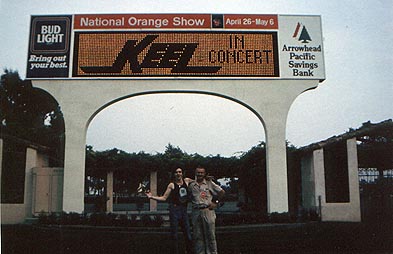 BUD
LIGHT
Bring out
your best.
National Orange Show
April 26-May 6
KEEL
IN
CONCERT
Arrowhead
Pacific
Savings
Bank